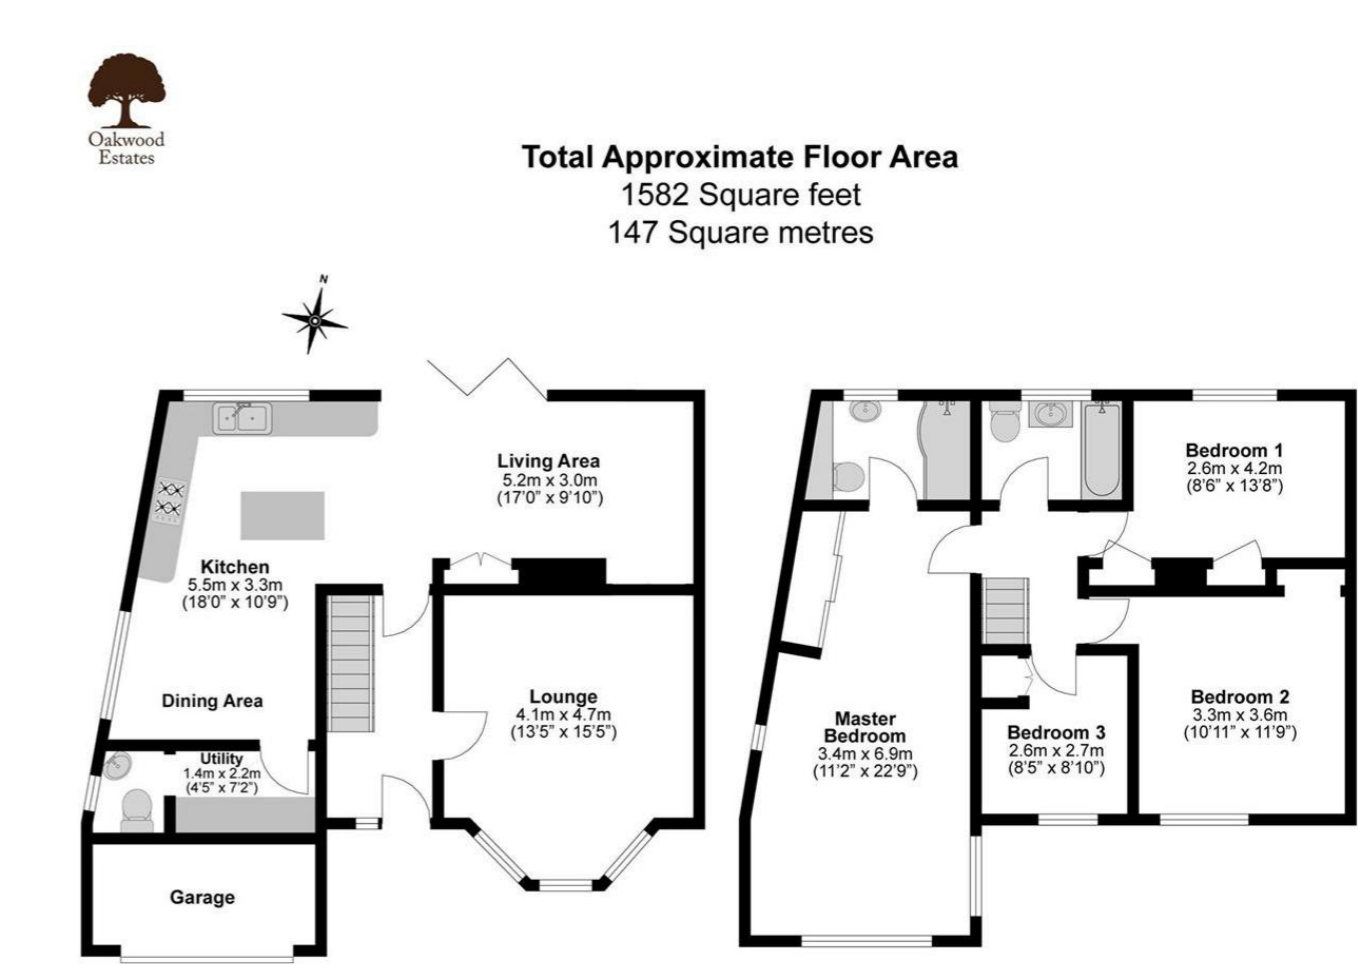 Oakwood
Estates
Total Approximate Floor Area
1582 Square feet
147 Square metres
N
Living Area
5.2m x 3.0m
(17'0" x 9'10")
Kitchen
5.5m x 3.3m
(18'0" x 10'9")
Dining Area
Utility
1.4m x 2.2m
(4'5" x 7'2")
Lounge
4.1m x 4.7m
(13'5" x 15'5")
Garage
Bedroom 1
2.6m x 4.2m
(8'6" x 13'8")
Master
Bedroom
3.4m x 6.9m
(11'2" x 22'9")
Bedroom 3
2.6m x 2.7m
(8'5" x 8'10")
Bedroom 2
3.3m x 3.6m
(10'11" x 11'9")